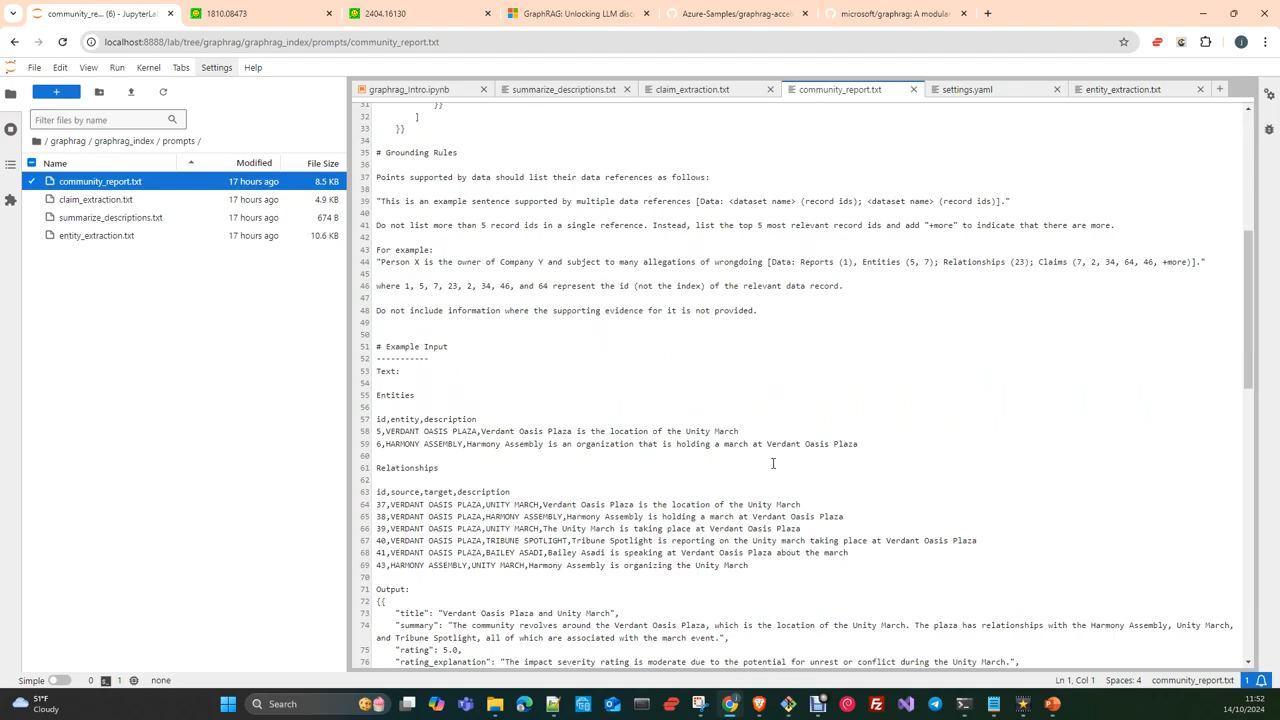 community_re... (6) - JupyterLab
1810.08473
2404.16130
GraphRAG: Unlocking LLM disc
Azure-Samples/graphrag-accel
microsoft/graphrag: A modular
localhost:8888/lab/tree/graphrag/graphrag_index/prompts/community_report.txt
File Edit View Run Kernel Tabs Settings Help
graphrag_Intro.ipynb
summarize_descriptions.txt
claim_extraction.txt
community_report.txt
settings.yaml
entity_extraction.txt
Filter files by name
/ graphrag / graphrag_index / prompts /
Name Modified File Size
community_report.txt 17 hours ago 8.5 KB
claim_extraction.txt 17 hours ago 4.9 KB
summarize_descriptions.txt 17 hours ago 674 B
entity_extraction.txt 17 hours ago 10.6 KB
31 }}
32 ]
33 }}
34
35 # Grounding Rules
36
37 Points supported by data should list their data references as follows:
38
39 "This is an example sentence supported by multiple data references [Data: <dataset name> (record ids); <dataset name> (record ids)]."
40
41 Do not list more than 5 record ids in a single reference. Instead, list the top 5 most relevant record ids and add "+more" to indicate that there are more.
42
43 For example:
44 "Person X is the owner of Company Y and subject to many allegations of wrongdoing [Data: Reports (1), Entities (5, 7); Relationships (23); Claims (7, 2, 34, 64, 46, +more)]."
45
46 where 1, 5, 7, 23, 2, 34, 46, and 64 represent the id (not the index) of the relevant data record.
47
48 Do not include information where the supporting evidence for it is not provided.
49
50
51 # Example Input
52 -----------
53 Text:
54
55 Entities
56
57 id,entity,description
58 5,VERDANT OASIS PLAZA,Verdant Oasis Plaza is the location of the Unity March
59 6,HARMONY ASSEMBLY,Harmony Assembly is an organization that is holding a march at Verdant Oasis Plaza
60
61 Relationships
62
63 id,source,target,description
64 37,VERDANT OASIS PLAZA,UNITY MARCH,Verdant Oasis Plaza is the location of the Unity March
65 38,VERDANT OASIS PLAZA,HARMONY ASSEMBLY,Harmony Assembly is holding a march at Verdant Oasis Plaza
66 39,VERDANT OASIS PLAZA,UNITY MARCH,The Unity March is taking place at Verdant Oasis Plaza
67 40,VERDANT OASIS PLAZA,TRIBUNE SPOTLIGHT,Tribune Spotlight is reporting on the Unity march taking place at Verdant Oasis Plaza
68 41,VERDANT OASIS PLAZA,BAILEY ASADI,Bailey Asadi is speaking at Verdant Oasis Plaza about the march
69 43,HARMONY ASSEMBLY,UNITY MARCH,Harmony Assembly is organizing the Unity March
70
71 Output:
72 {{
73 "title": "Verdant Oasis Plaza and Unity March",
74 "summary": "The community revolves around the Verdant Oasis Plaza, which is the location of the Unity March. The plaza has relationships with the Harmony Assembly, Unity March,
and Tribune Spotlight, all of which are associated with the march event.",
75 "rating": 5.0,
76 "rating_explanation": "The impact severity rating is moderate due to the potential for unrest or conflict during the Unity March.",
Simple 0 1 none
Ln 1, Col 1 Spaces: 4 community_report.txt 1
51°F
Cloudy
Search
11:52
14/10/2024